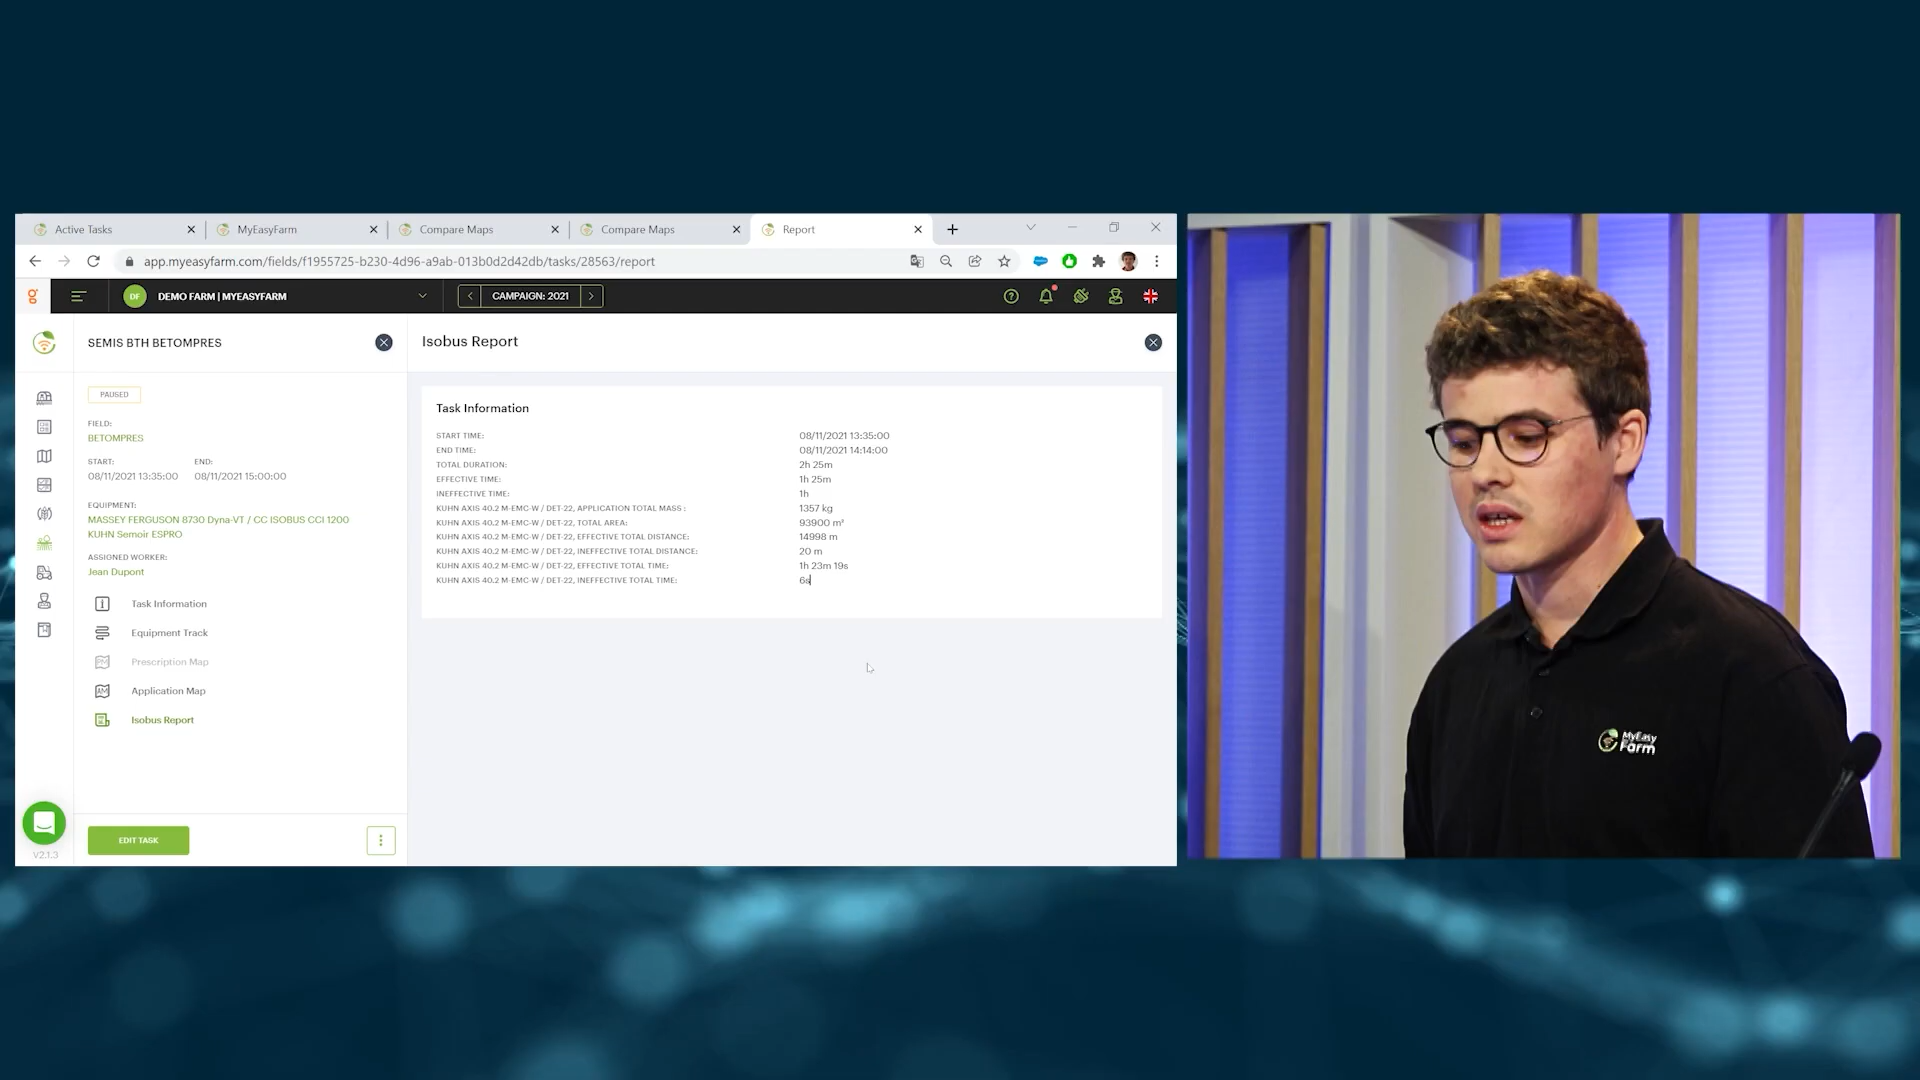 Active Tasks
MyEasyFarm
Compare Maps
Compare Maps
Report
app.myeasyfarm.com/fields/f1955725-b230-4d96-a9ab-013b0d2d42db/tasks/28563/report
DF
DEMO FARM | MYEASYFARM
CAMPAIGN: 2021
SEMIS BTH BETOMPRES
PAUSED
FIELD:
BETOMPRES
START: END:
08/11/2021 13:35:00 08/11/2021 15:00:00
EQUIPMENT:
MASSEY FERGUSON 8730 Dyna-VT / CC ISOBUS CCI 1200
KUHN Semoir ESPRO
ASSIGNED WORKER:
Jean Dupont
Task Information
Equipment Track
PM Prescription Map
AM Application Map
Isobus Report
EDIT TASK
V2.1.3
Isobus Report
Task Information
START TIME: 08/11/2021 13:35:00
END TIME: 08/11/2021 14:14:00
TOTAL DURATION: 2h 25m
EFFECTIVE TIME: 1h 25m
INEFFECTIVE TIME: 1h
KUHN AXIS 40.2 M-EMC-W / DET-22, APPLICATION TOTAL MASS : 1357 kg
KUHN AXIS 40.2 M-EMC-W / DET-22, TOTAL AREA: 93900 m²
KUHN AXIS 40.2 M-EMC-W / DET-22, EFFECTIVE TOTAL DISTANCE: 14998 m
KUHN AXIS 40.2 M-EMC-W / DET-22, INEFFECTIVE TOTAL DISTANCE: 20 m
KUHN AXIS 40.2 M-EMC-W / DET-22, EFFECTIVE TOTAL TIME: 1h 23m 19s
KUHN AXIS 40.2 M-EMC-W / DET-22, INEFFECTIVE TOTAL TIME: 6s
MyEasy
Farm